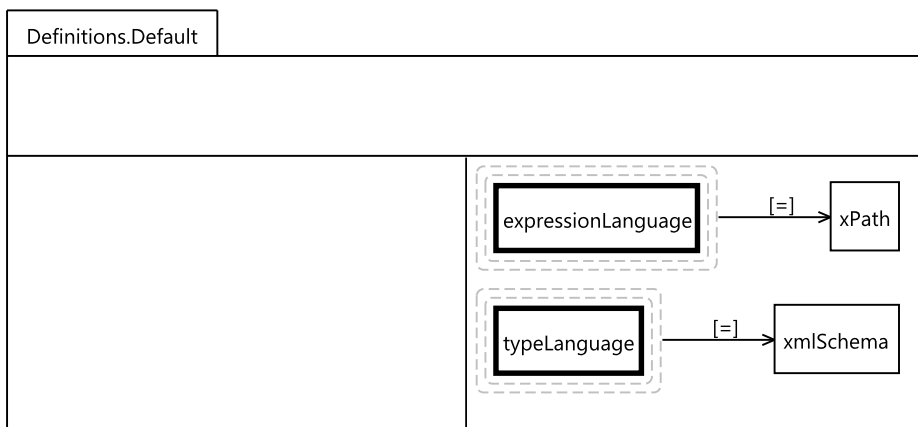 Definitions.Default
expressionLanguage
[=]
xPath
typeLanguage
[=]
xmlSchema